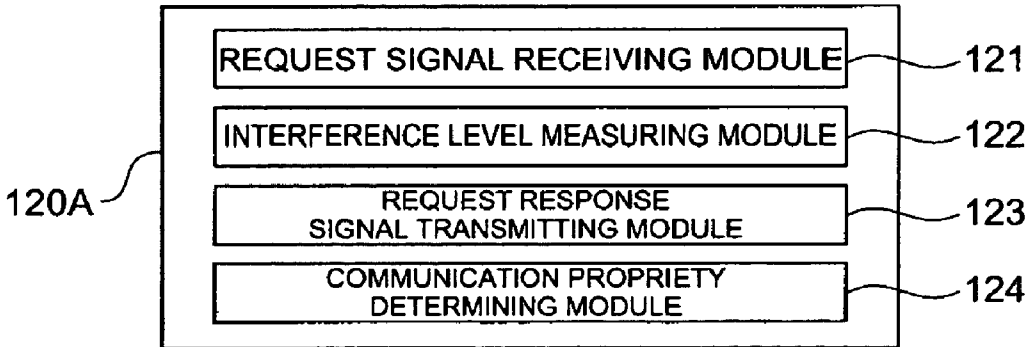 REQUEST SIGNAL RECEIVING MODULE
121
INTERFERENCE LEVEL MEASURING MODULE
122
120A
REQUEST RESPONSE
SIGNAL TRANSMITTING MODULE
123
COMMUNICATION PROPRIETY
DETERMINING MODULE
124